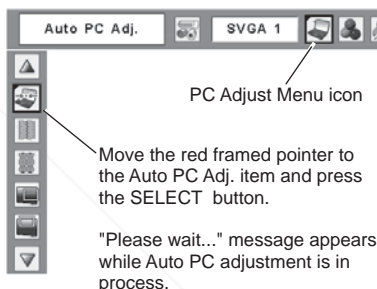 Auto PC Adj.
SVGA 1
PC Adjust Menu icon
Move the red framed pointer to
the Auto PC Adj. item and press
the SELECT button.
"Please wait..." message appears
while Auto PC adjustment is in
process.